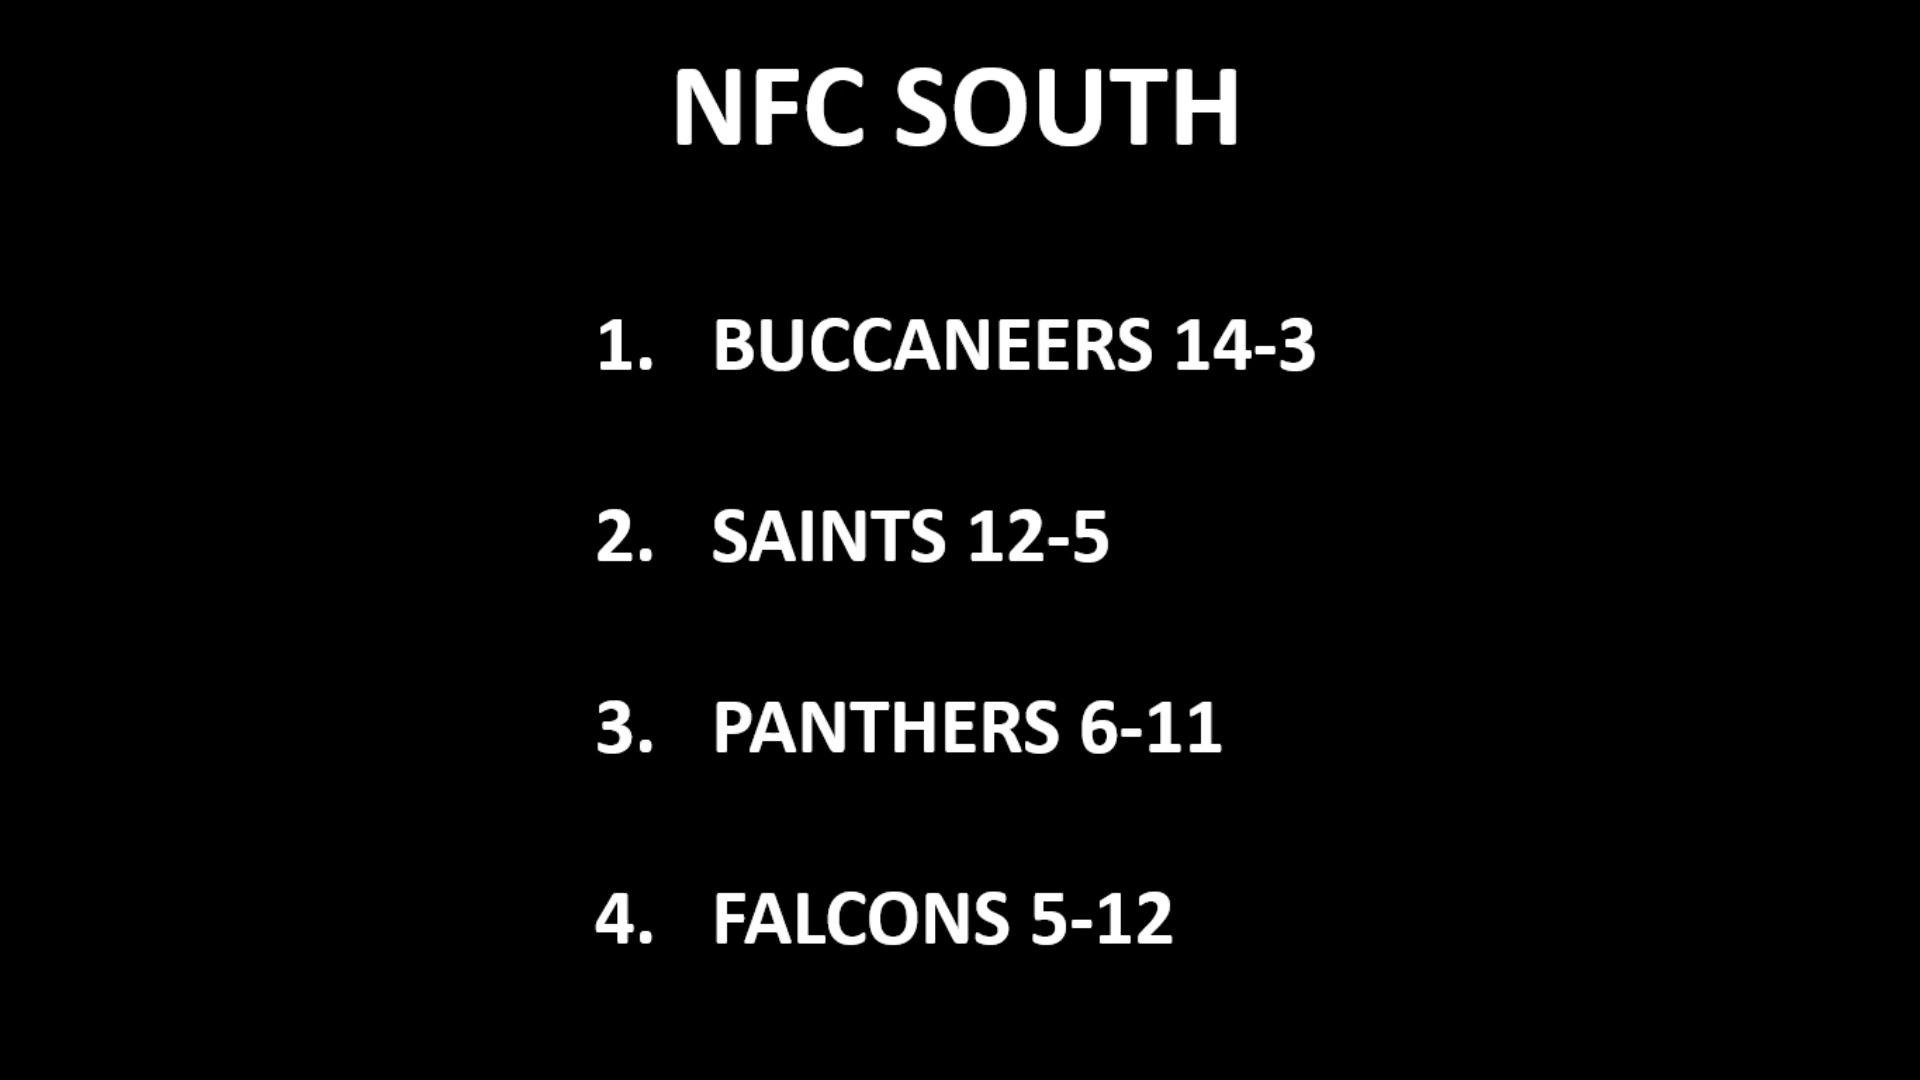 NFC SOUTH
1. BUCCANEERS 14-3
2. SAINTS 12-5
3. PANTHERS 6-11
4. FALCONS 5-12